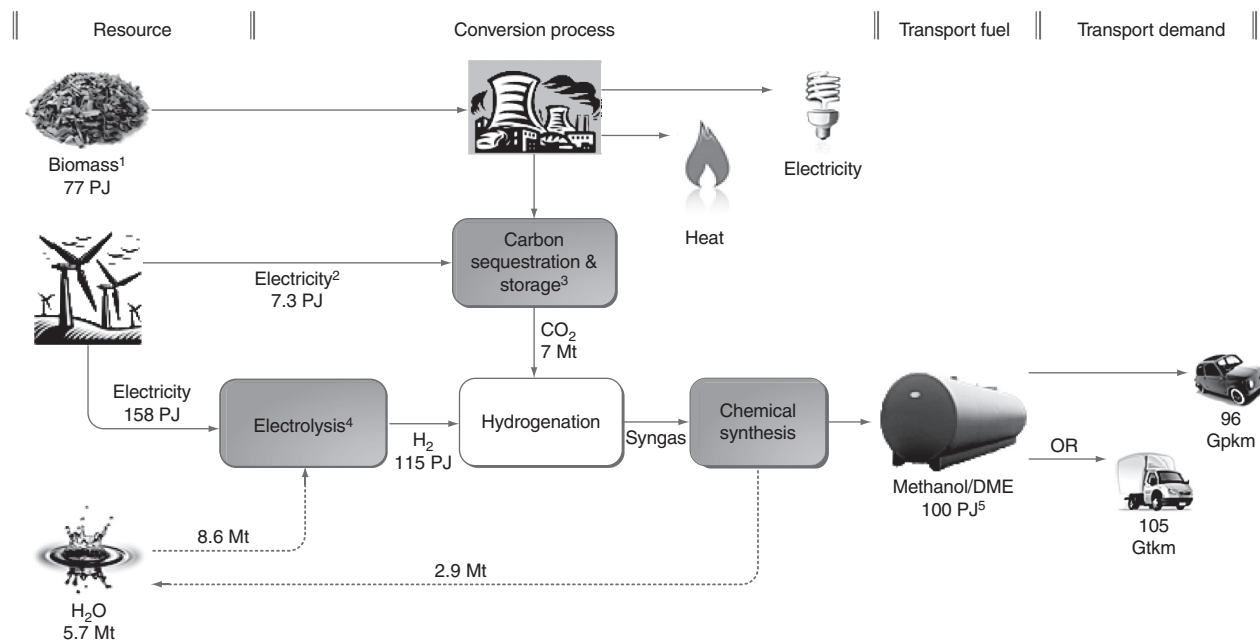 Resource
Conversion process
Transport fuel
Transport demand
Biomass¹
77 PJ
Electricity
Heat
Carbon
sequestration &
storage³
Electricity²
7.3 PJ
CO₂
7 Mt
Electricity
158 PJ
Electrolysis⁴
H₂
115 PJ
Hydrogenation
Syngas
Chemical
synthesis
Methanol/DME
100 PJ⁵
96
Gpkm
OR
105
Gtkm
8.6 Mt
2.9 Mt
H₂O
5.7 Mt